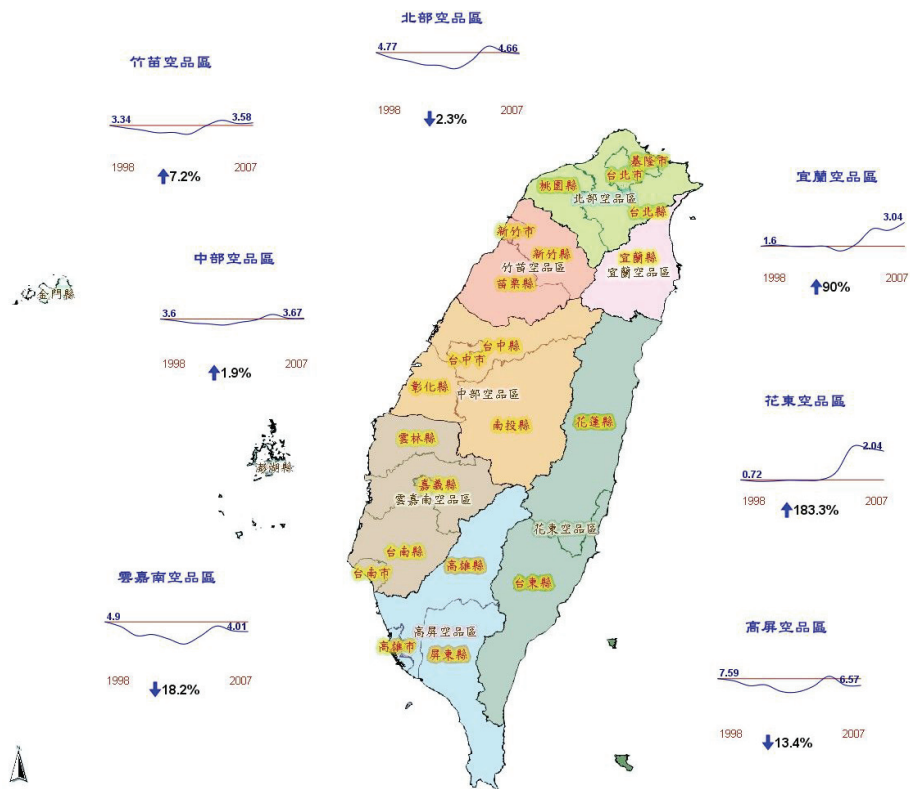 北部空品區
4.77
4.66
1998
2007
2.3%
竹苗空品區
3.34
3.58
1998
2007
7.2%
宜蘭空品區
1.6
3.04
1998
2007
90%
中部空品區
3.6
3.67
1998
2007
1.9%
花東空品區
0.72
2.04
1998
2007
183.3%
雲嘉南空品區
4.9
4.01
1998
2007
18.2%
高屏空品區
7.59
6.57
1998
2007
13.4%
基隆市
台北市
桃園縣
北部空品區
台北縣
新竹市
新竹縣
竹苗空品區
苗栗縣
宜蘭縣
宜蘭空品區
金門縣
台中縣
台中市
彰化縣
中部空品區
南投縣
花蓮縣
雲林縣
澎湖縣
嘉義縣
雲嘉南空品區
花東空品區
台南縣
台南市
高雄縣
台東縣
高屏空品區
高雄市
屏東縣